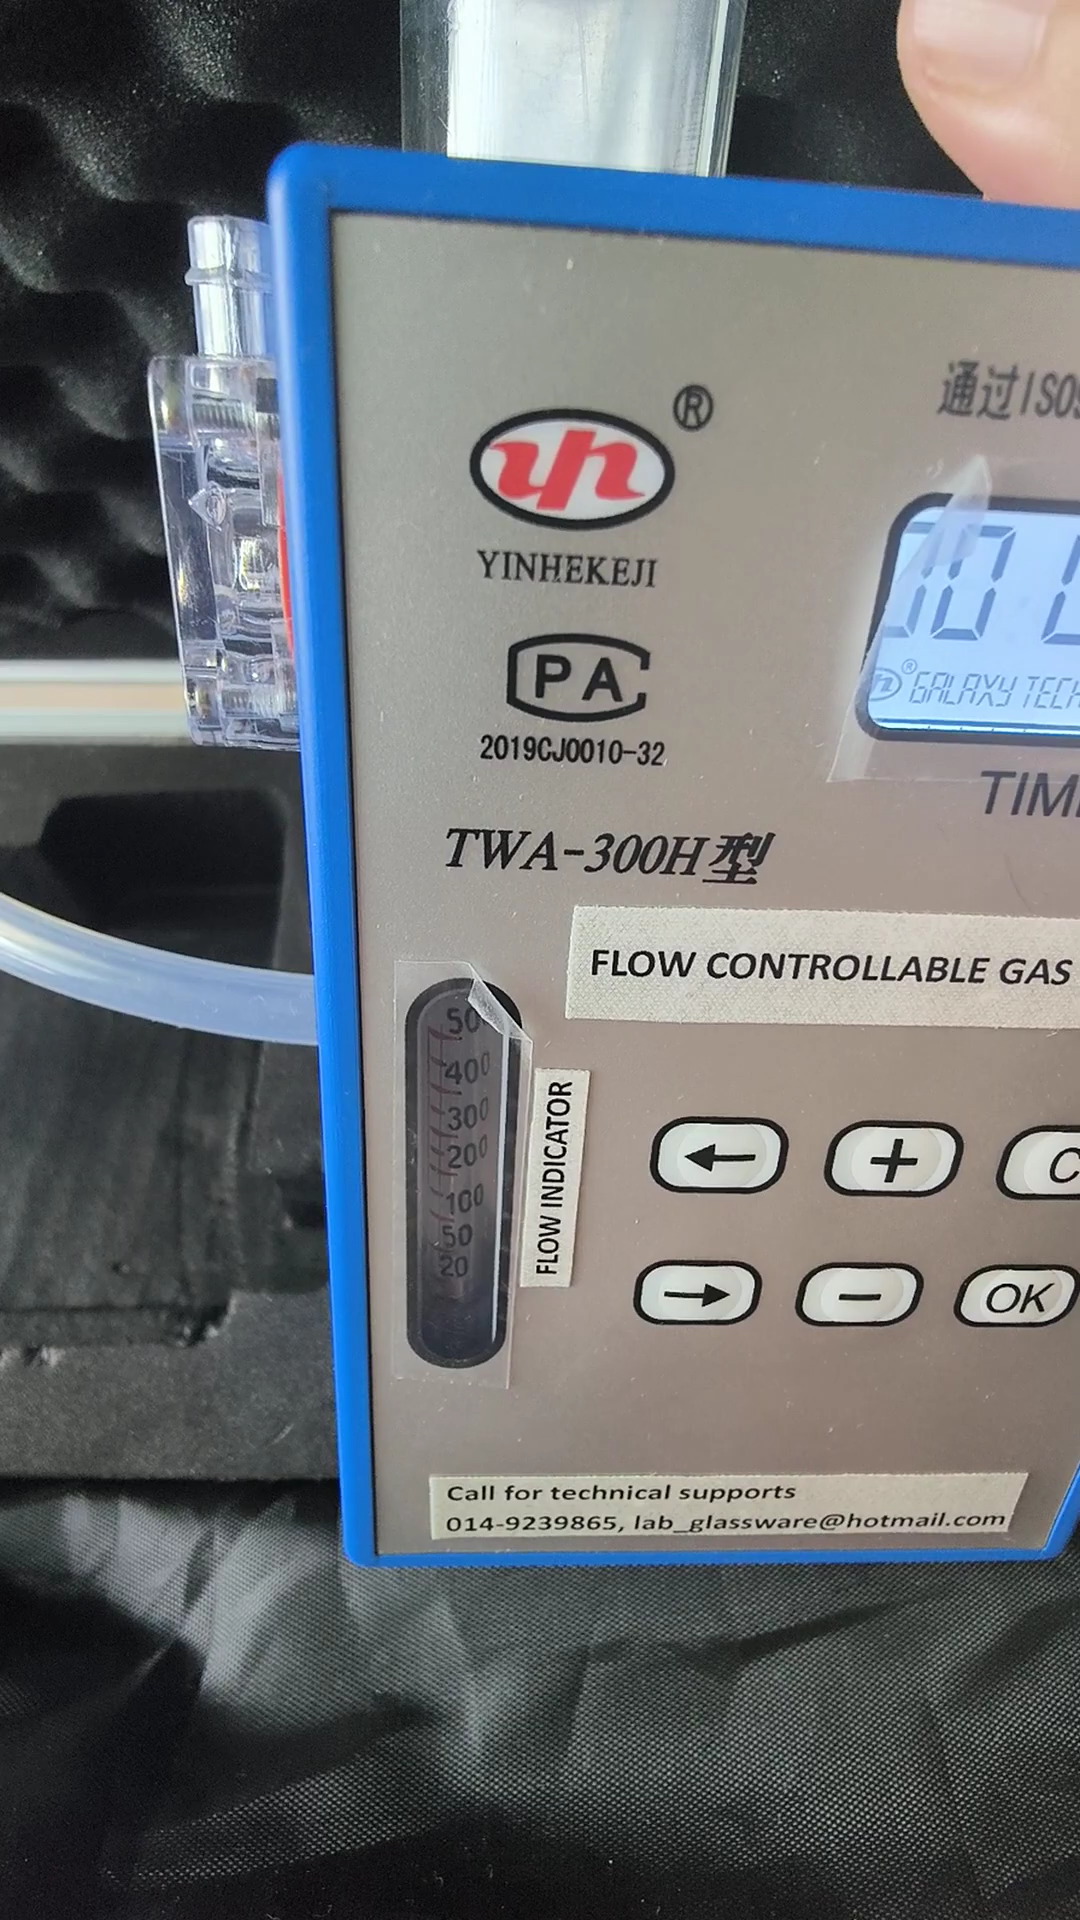 ®
通过ISO9
YINHEKEJI
PA
® GALAXY TECH
2019CJ0010-32
TIM
TWA-300H型
FLOW CONTROLLABLE GAS
50
400
300
200
100
50
20
FLOW INDICATOR
←
+
C
→
−
OK
Call for technical supports
014-9239865, lab_glassware@hotmail.com